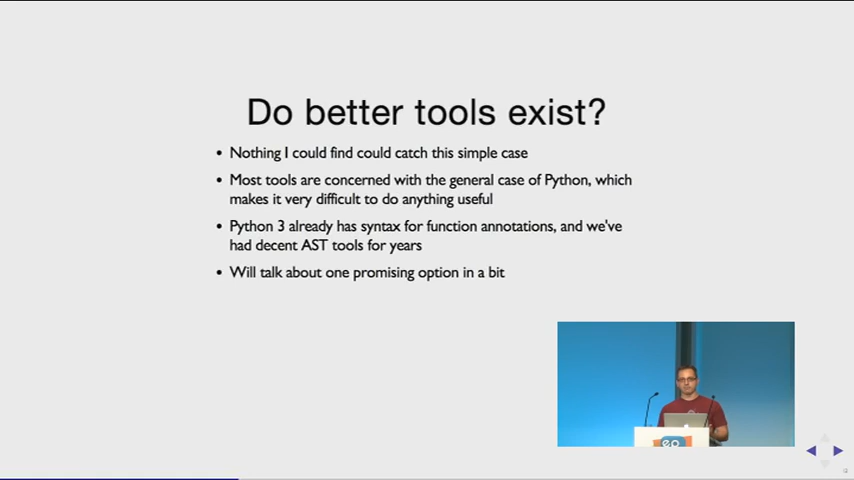 Do better tools exist?
• Nothing I could find could catch this simple case
• Most tools are concerned with the general case of Python, which
makes it very difficult to do anything useful
• Python 3 already has syntax for function annotations, and we've
had decent AST tools for years
• Will talk about one promising option in a bit
ep